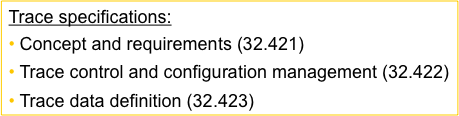 Trace specifications:
• Concept and requirements (32.421)
• Trace control and configuration management (32.422)
• Trace data definition (32.423)